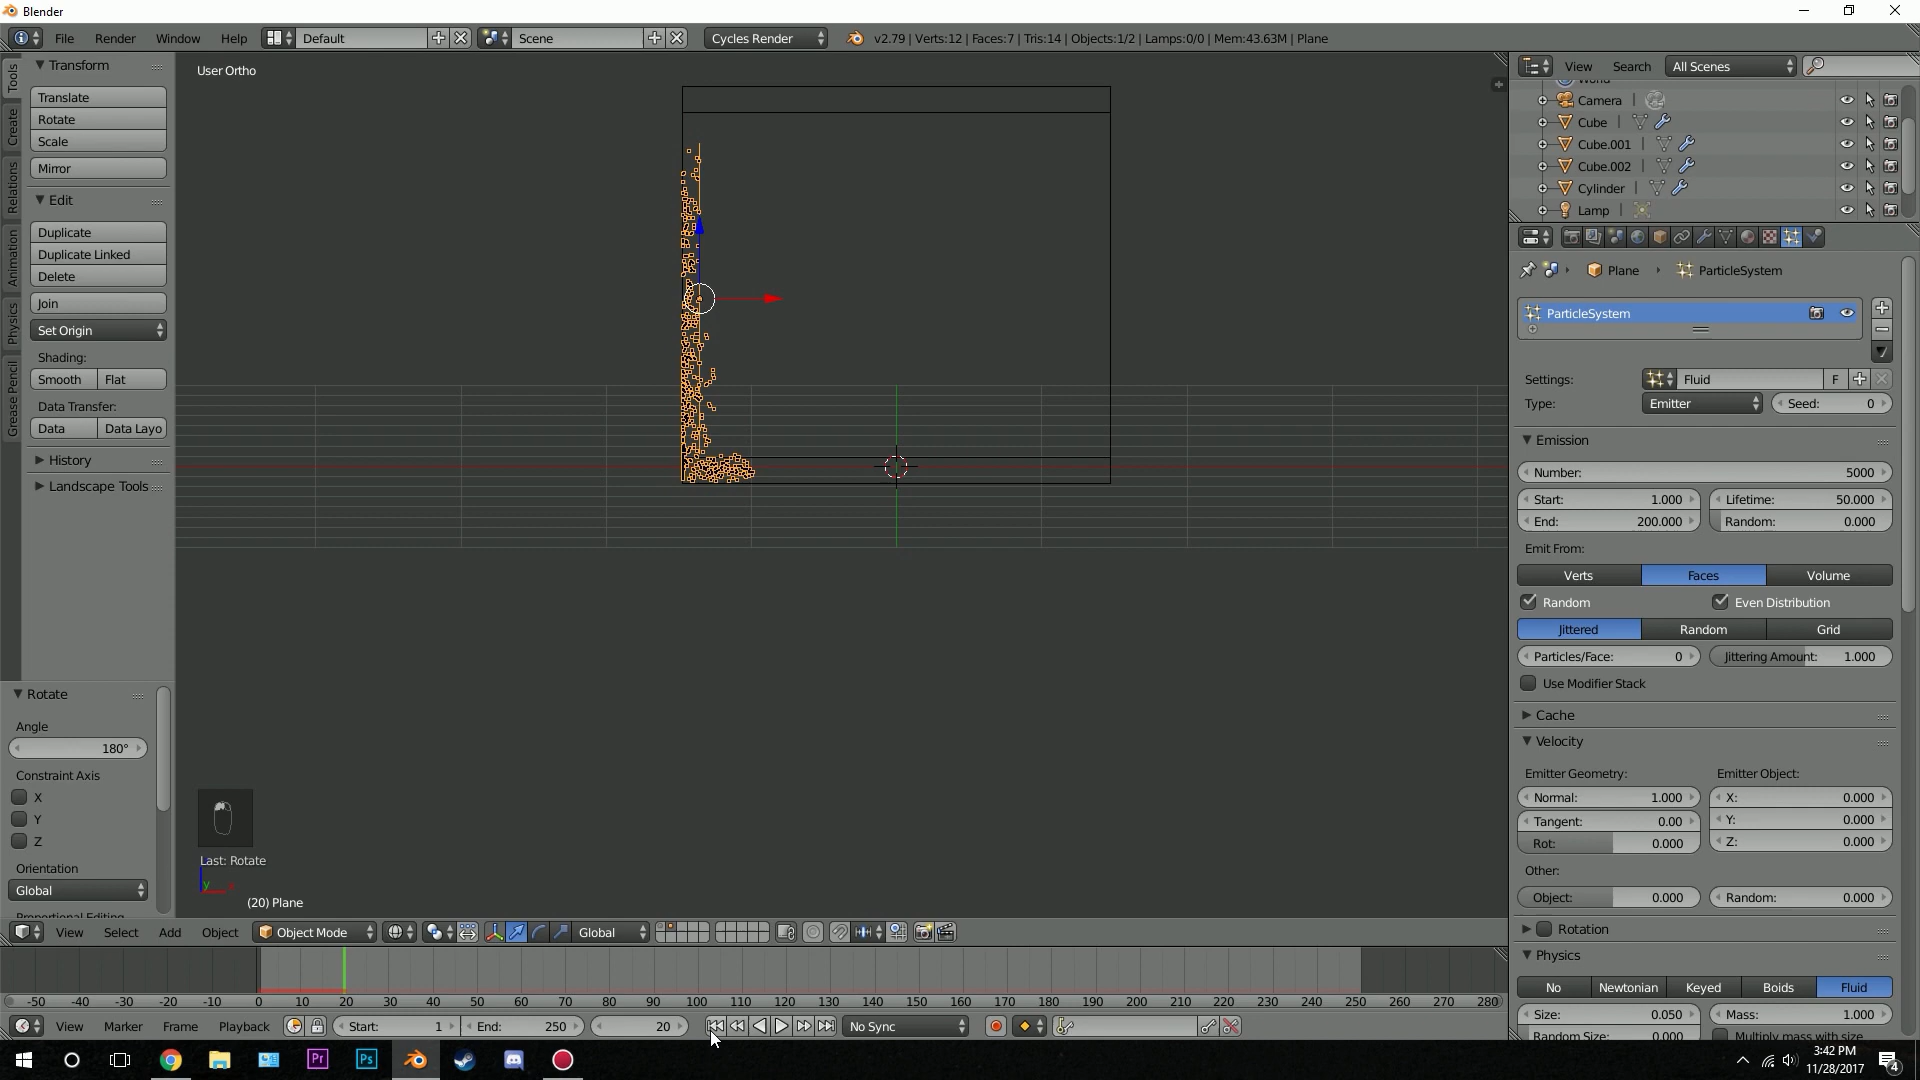 Blender
File Render Window Help Default Scene Cycles Render v2.79 | Verts:12 | Faces:7 | Tris:14 | Objects:1/2 | Lamps:0/0 | Mem:43.63M | Plane
Tools
Create
Relations
Animation
Physics
Grease Pencil
Transform
Translate
Rotate
Scale
Mirror
Edit
Duplicate
Duplicate Linked
Delete
Join
Set Origin
Shading:
Smooth Flat
Data Transfer:
Data Data Layo
History
Landscape Tools
Rotate
Angle
180°
Constraint Axis
X
Y
Z
Orientation
Global
Proportional Editing
User Ortho
Last: Rotate
y x
(20) Plane
View Select Add Object Object Mode Global
-50 -40 -30 -20 -10 0 10 20 30 40 50 60 70 80 90 100 110 120 130 140 150 160 170 180 190 200 210 220 230 240 250 260 270 280
View Marker Frame Playback Start: 1 End: 250 20 No Sync
View Search All Scenes
World
Camera
Cube
Cube.001
Cube.002
Cylinder
Lamp
Plane ParticleSystem
ParticleSystem
Settings: Fluid F
Type: Emitter Seed: 0
Emission
Number: 5000
Start: 1.000 Lifetime: 50.000
End: 200.000 Random: 0.000
Emit From:
Verts Faces Volume
Random Even Distribution
Jittered Random Grid
Particles/Face: 0 Jittering Amount: 1.000
Use Modifier Stack
Cache
Velocity
Emitter Geometry: Emitter Object:
Normal: 1.000 X: 0.000
Tangent: 0.00 Y: 0.000
Rot: 0.000 Z: 0.000
Other:
Object: 0.000 Random: 0.000
Rotation
Physics
No Newtonian Keyed Boids Fluid
Size: 0.050 Mass: 1.000
Random Size: 0.000 Multiply mass with size
Pr Ps
3:42 PM
11/28/2017
4